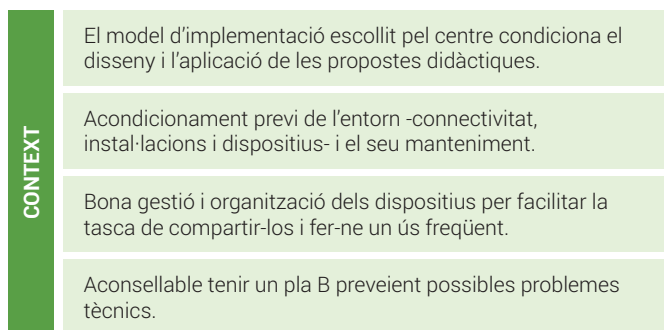 CONTEXT
El model d'implementació escollit pel centre condiciona el
disseny i l'aplicació de les propostes didàctiques.
Acondicionament previ de l'entorn -connectivitat,
instal·lacions i dispositius- i el seu manteniment.
Bona gestió i organització dels dispositius per facilitar la
tasca de compartir-los i fer-ne un ús freqüent.
Aconsellable tenir un pla B preveient possibles problemes
tècnics.